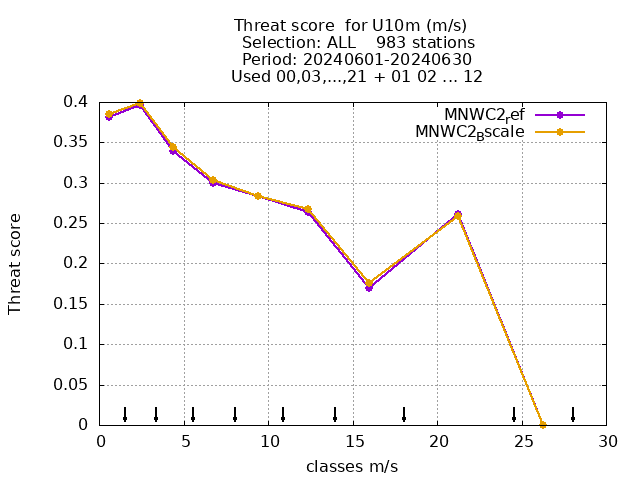 Threat score  for U10m (m/s)
Selection: ALL    983 stations
Period: 20240601-20240630
Used 00,03,...,21 + 01 02 ... 12
MNWC2_ref
MNWC2_Bscale
0.4
0.35
0.3
0.25
0.2
0.15
0.1
0.05
0
Threat score
0 5 10 15 20 25 30
classes m/s